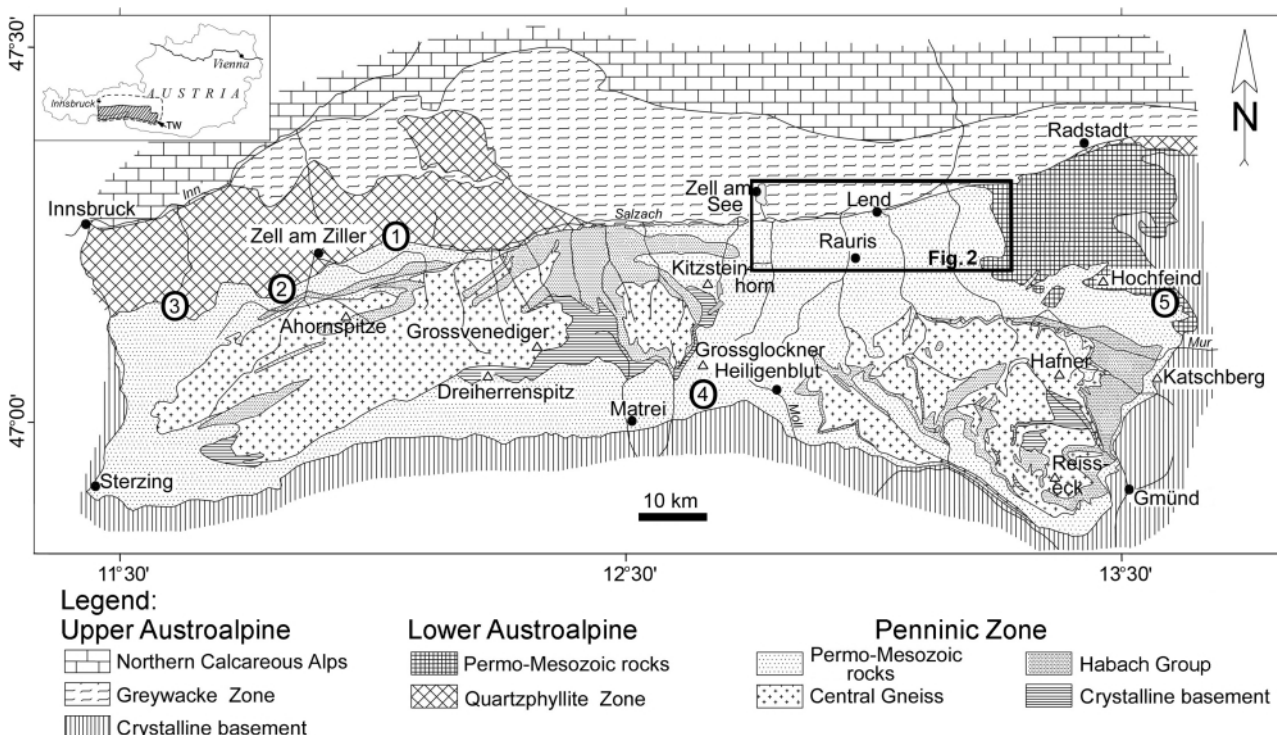 47°30'
Vienna
AUSTRIA
Innsbruck
TW
N
Radstadt
Inn
Innsbruck
Zell am
See
Lend
Salzach
1
Zell am Ziller
Rauris
Fig. 2
Kitzstein-
horn
Hochfeind
2
3
5
Ahornspitze
Grossvenediger
Mur
Grossglockner
Hafner
Heiligenblut
Katschberg
Dreiherrenspitz
4
47°00'
Matrei
Moll
Reiss-
eck
Sterzing
Gmünd
10 km
11°30'
12°30'
13°30'
Legend:
Upper Austroalpine
Northern Calcareous Alps
Greywacke Zone
Crystalline basement
Lower Austroalpine
Permo-Mesozoic rocks
Quartzphyllite Zone
Penninic Zone
Permo-Mesozoic
rocks
Central Gneiss
Habach Group
Crystalline basement